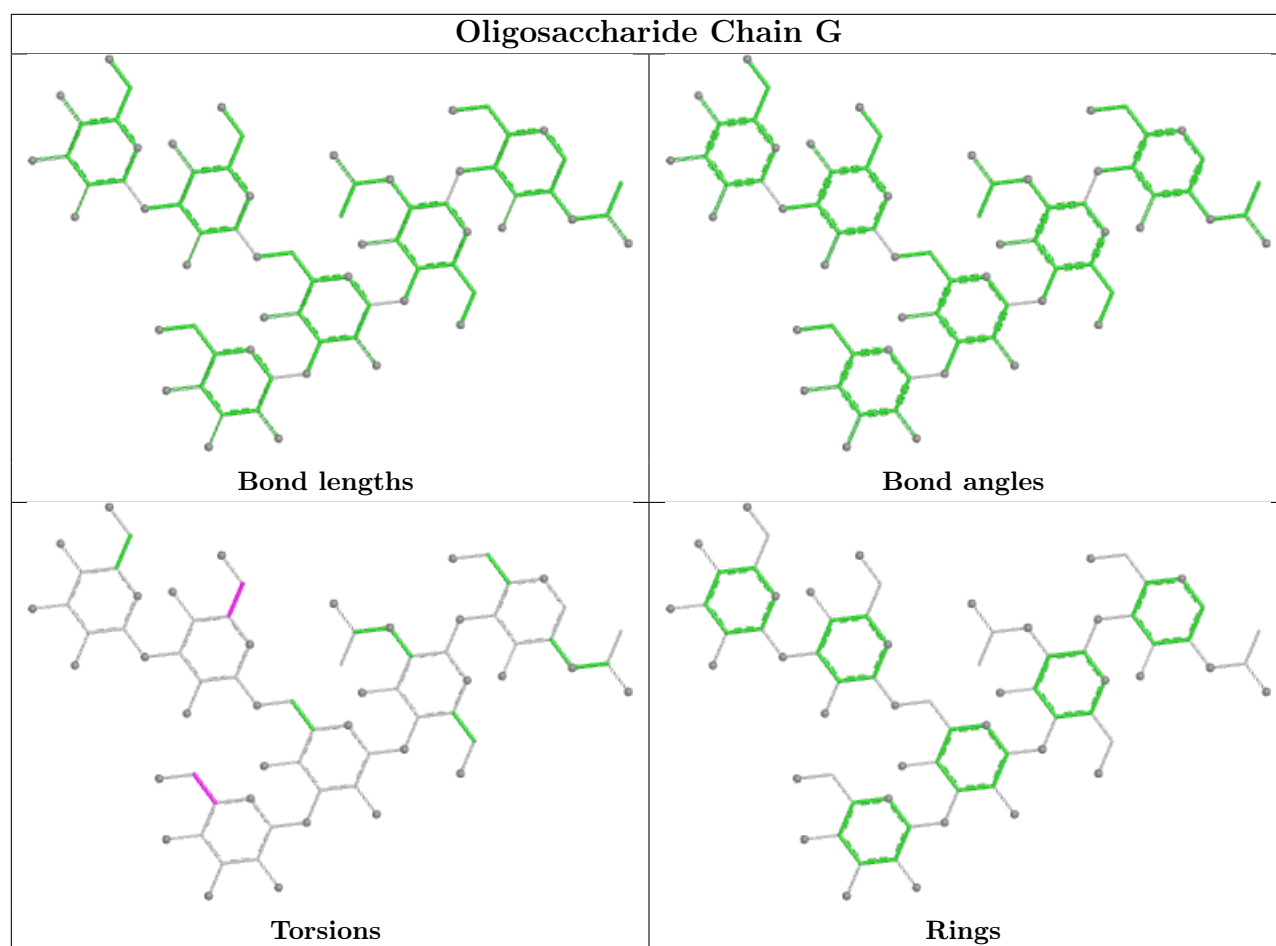 Oligosaccharide Chain G
Bond lengths
Bond angles
Torsions
Rings